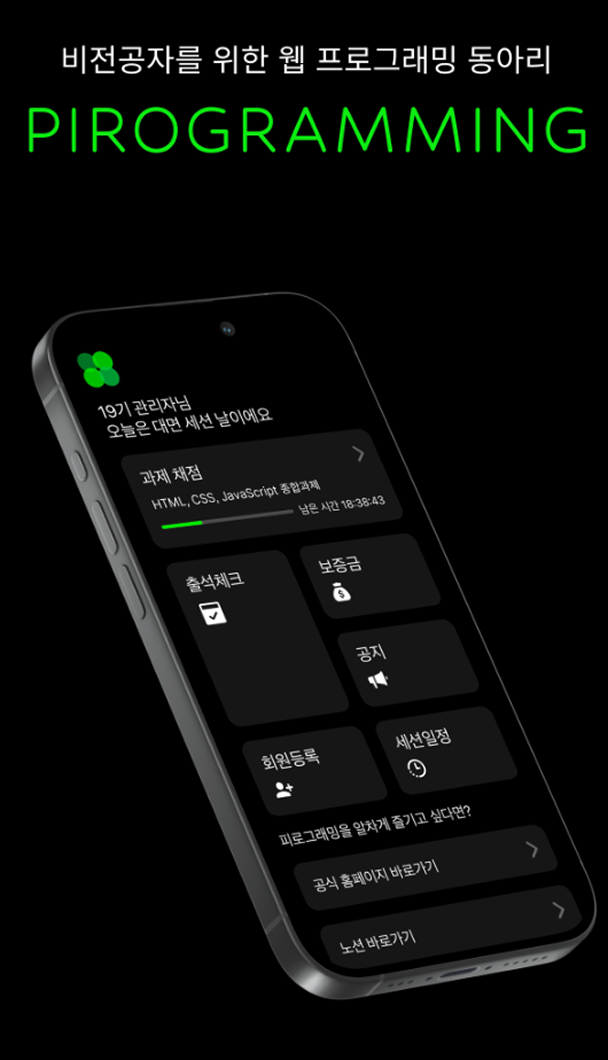 비전공자를 위한 웹 프로그래밍 동아리
PIROGRAMMING
19기 관리자님
오늘은 대면 세션 날이에요
과제 채점
HTML, CSS, JavaScript 종합과제
남은 시간 18:38:43
출석체크
보증금
공지
회원등록
세션일정
피로그래밍을 알차게 즐기고 싶다면?
공식 홈페이지 바로가기
노션 바로가기